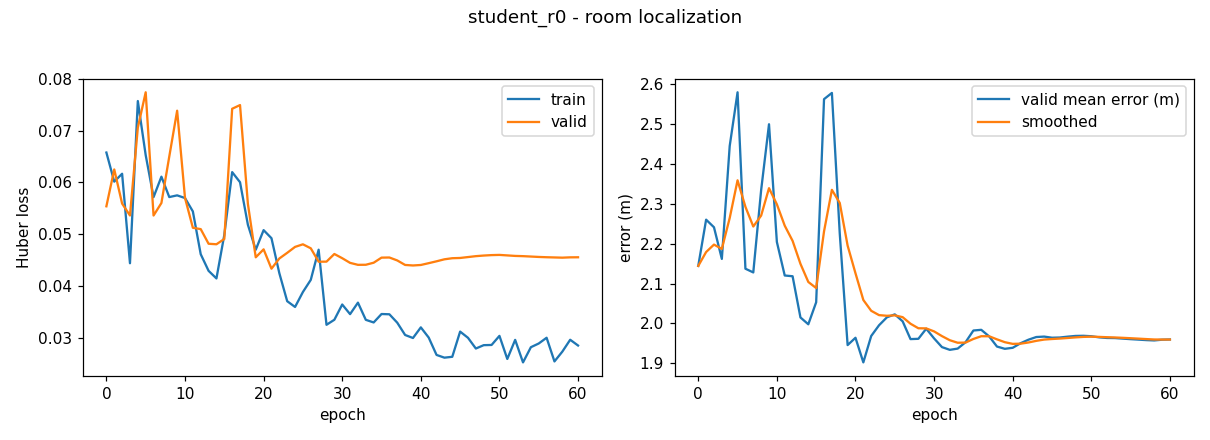 student_r0 - room localization
Huber loss
0.08
0.07
0.06
0.05
0.04
0.03
0 10 20 30 40 50 60
epoch
train
valid
error (m)
2.6
2.5
2.4
2.3
2.2
2.1
2.0
1.9
0 10 20 30 40 50 60
epoch
valid mean error (m)
smoothed